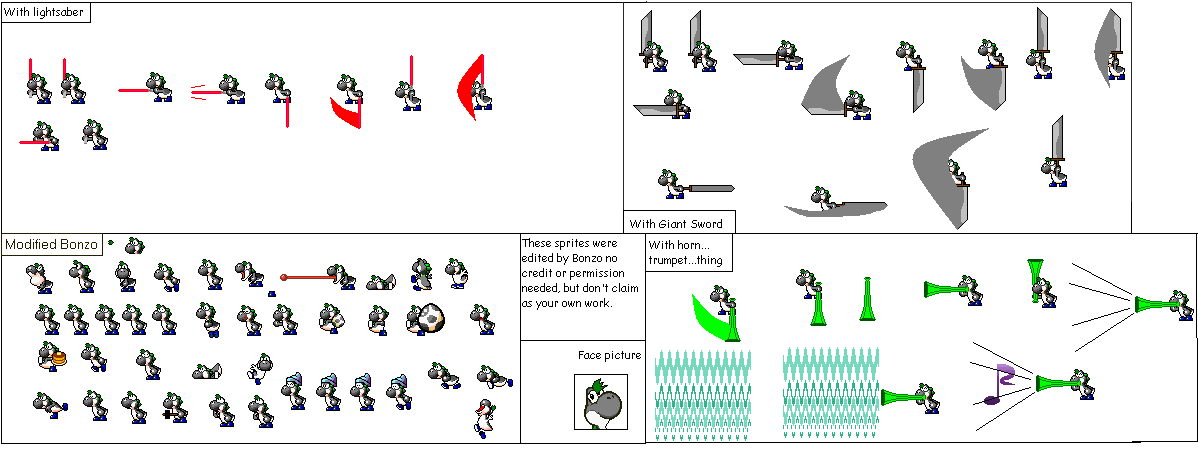 With lightsaber
With Giant Sword
Modified Bonzo
These sprites were
edited by Bonzo no
credit or permission
needed, but don't claim
as your own work.
Face picture
With horn...
trumpet...thing